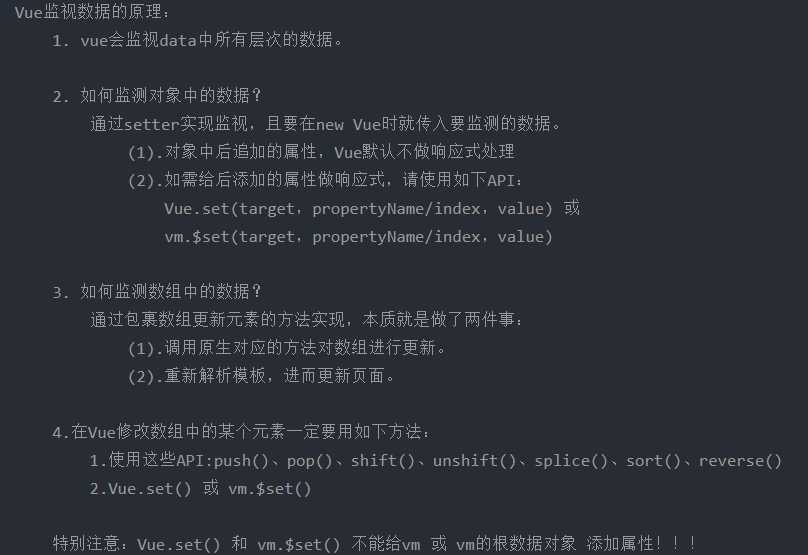 Vue监视数据的原理：
1. vue会监视data中所有层次的数据。
2. 如何监测对象中的数据？
通过setter实现监视，且要在new Vue时就传入要监测的数据。
(1).对象中后追加的属性，Vue默认不做响应式处理
(2).如需给后添加的属性做响应式，请使用如下API：
Vue.set(target，propertyName/index，value) 或
vm.$set(target，propertyName/index，value)
3. 如何监测数组中的数据？
通过包裹数组更新元素的方法实现，本质就是做了两件事：
(1).调用原生对应的方法对数组进行更新。
(2).重新解析模板，进而更新页面。
4.在Vue修改数组中的某个元素一定要用如下方法：
1.使用这些API:push()、pop()、shift()、unshift()、splice()、sort()、reverse()
2.Vue.set() 或 vm.$set()
特别注意：Vue.set() 和 vm.$set() 不能给vm 或 vm的根数据对象 添加属性！！！